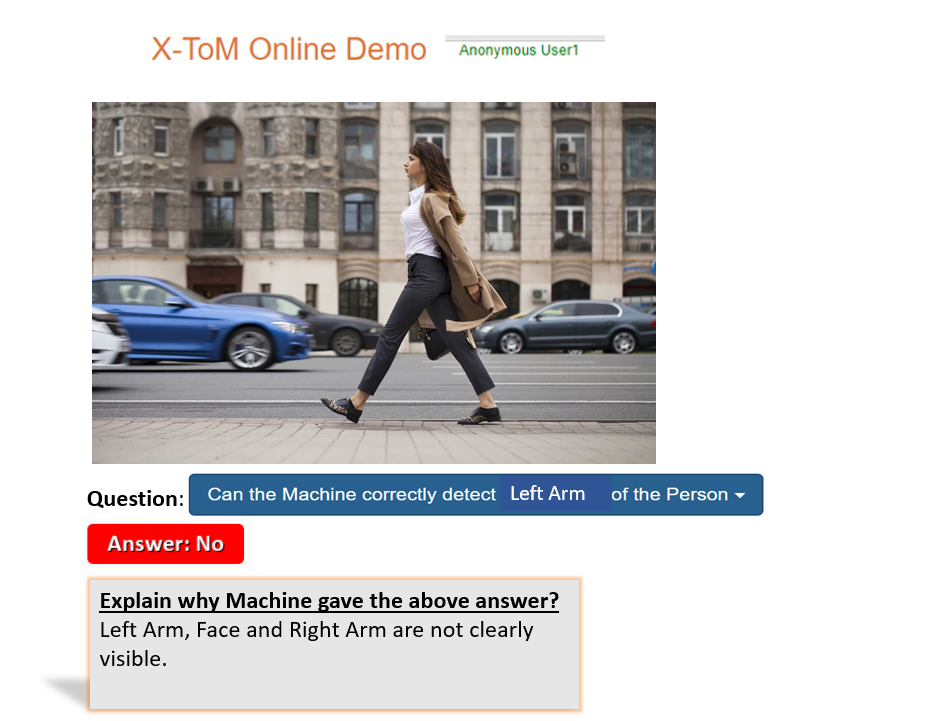 X-ToM Online Demo
Anonymous User1
Question: Can the Machine correctly detect Left Arm of the Person
Answer: No
Explain why Machine gave the above answer?
Left Arm, Face and Right Arm are not clearly
visible.